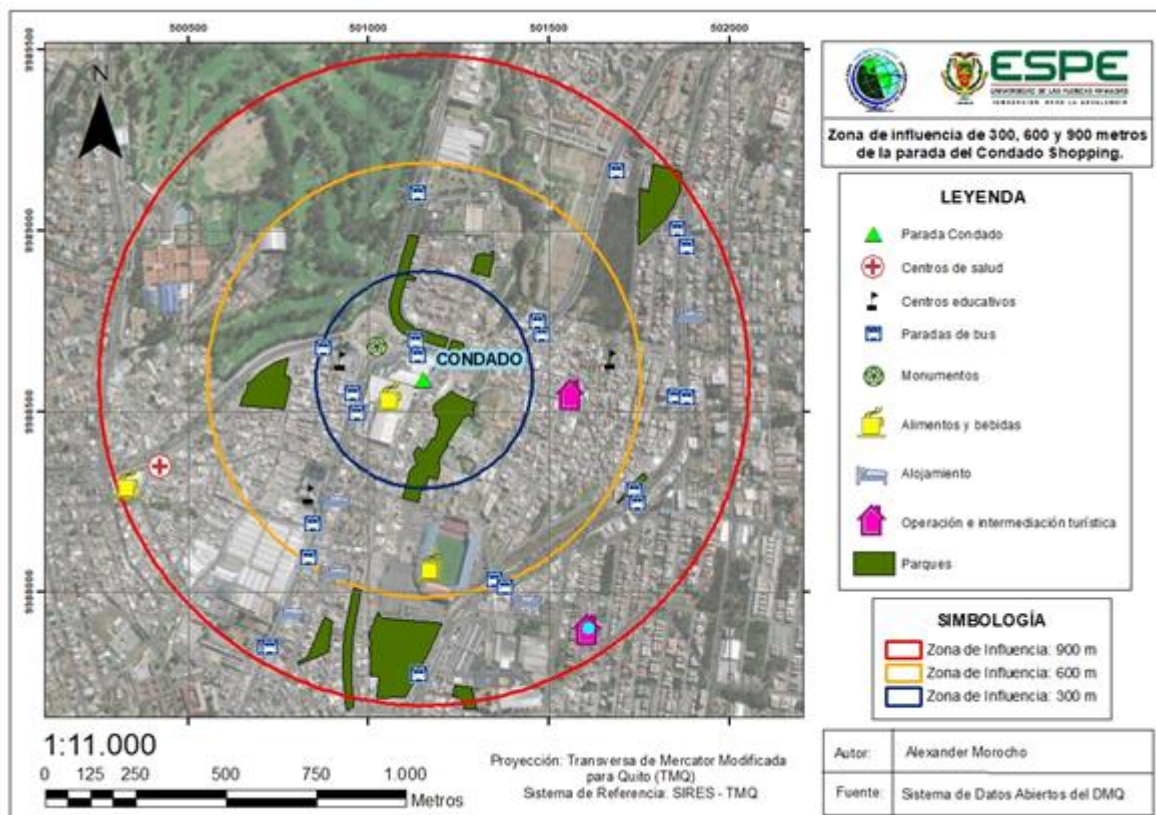 500500 501000 501500 502000
9989500
9989000
9988500
9988000
N
CONDADO
ESPE
UNIVERSIDAD DE LAS FUERZAS ARMADAS
INNOVACIÓN PARA LA EXCELENCIA
Zona de influencia de 300, 600 y 900 metros
de la parada del Condado Shopping.
LEYENDA
Parada Condado
Centros de salud
Centros educativos
Paradas de bus
Monumentos
Alimentos y bebidas
Alojamiento
Operación e intermediación turística
Parques
SIMBOLOGÍA
Zona de Influencia: 900 m
Zona de Influencia: 600 m
Zona de Influencia: 300 m
1:11.000
0 125 250 500 750 1.000
Metros
Proyección: Transversa de Mercator Modificada
para Quito (TMQ)
Sistema de Referencia: SIRES - TMQ
Autor: Alexander Morocho
Fuente: Sistema de Datos Abiertos del DMQ